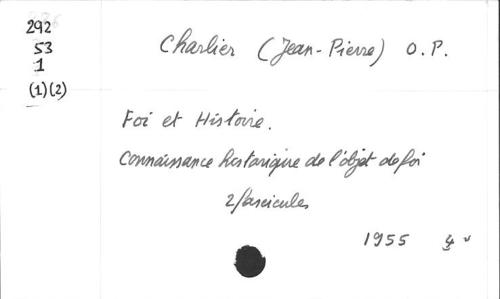 292
53
1
(1)(2)
Charlier (Jean-Pierre) O.P.
Foi et Histoire.
Connaissance historique de l'objet de foi
2 fascicules
1955 4°